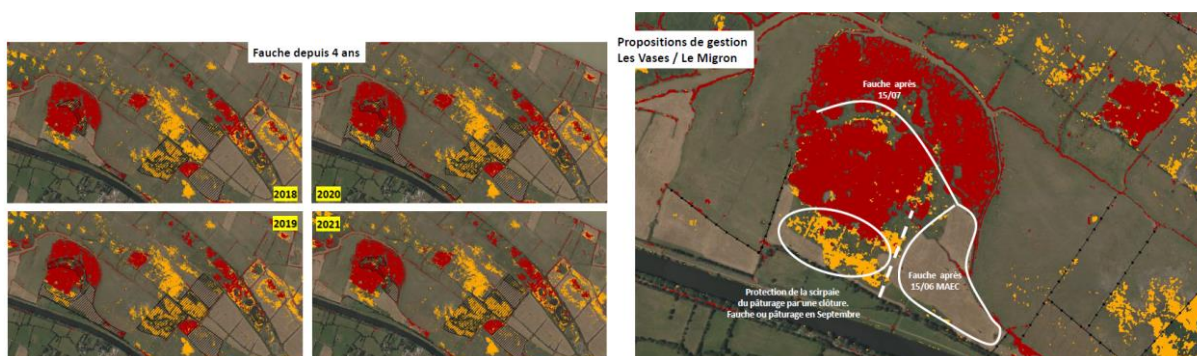 Fauche depuis 4 ans
2018
2020
2019
2021
Propositions de gestion
Les Vases / Le Migron
Fauche après
15/07
Fauche après
15/06 MAEC
Protection de la scirpaie
du pâturage par une clôture.
Fauche ou pâturage en Septembre